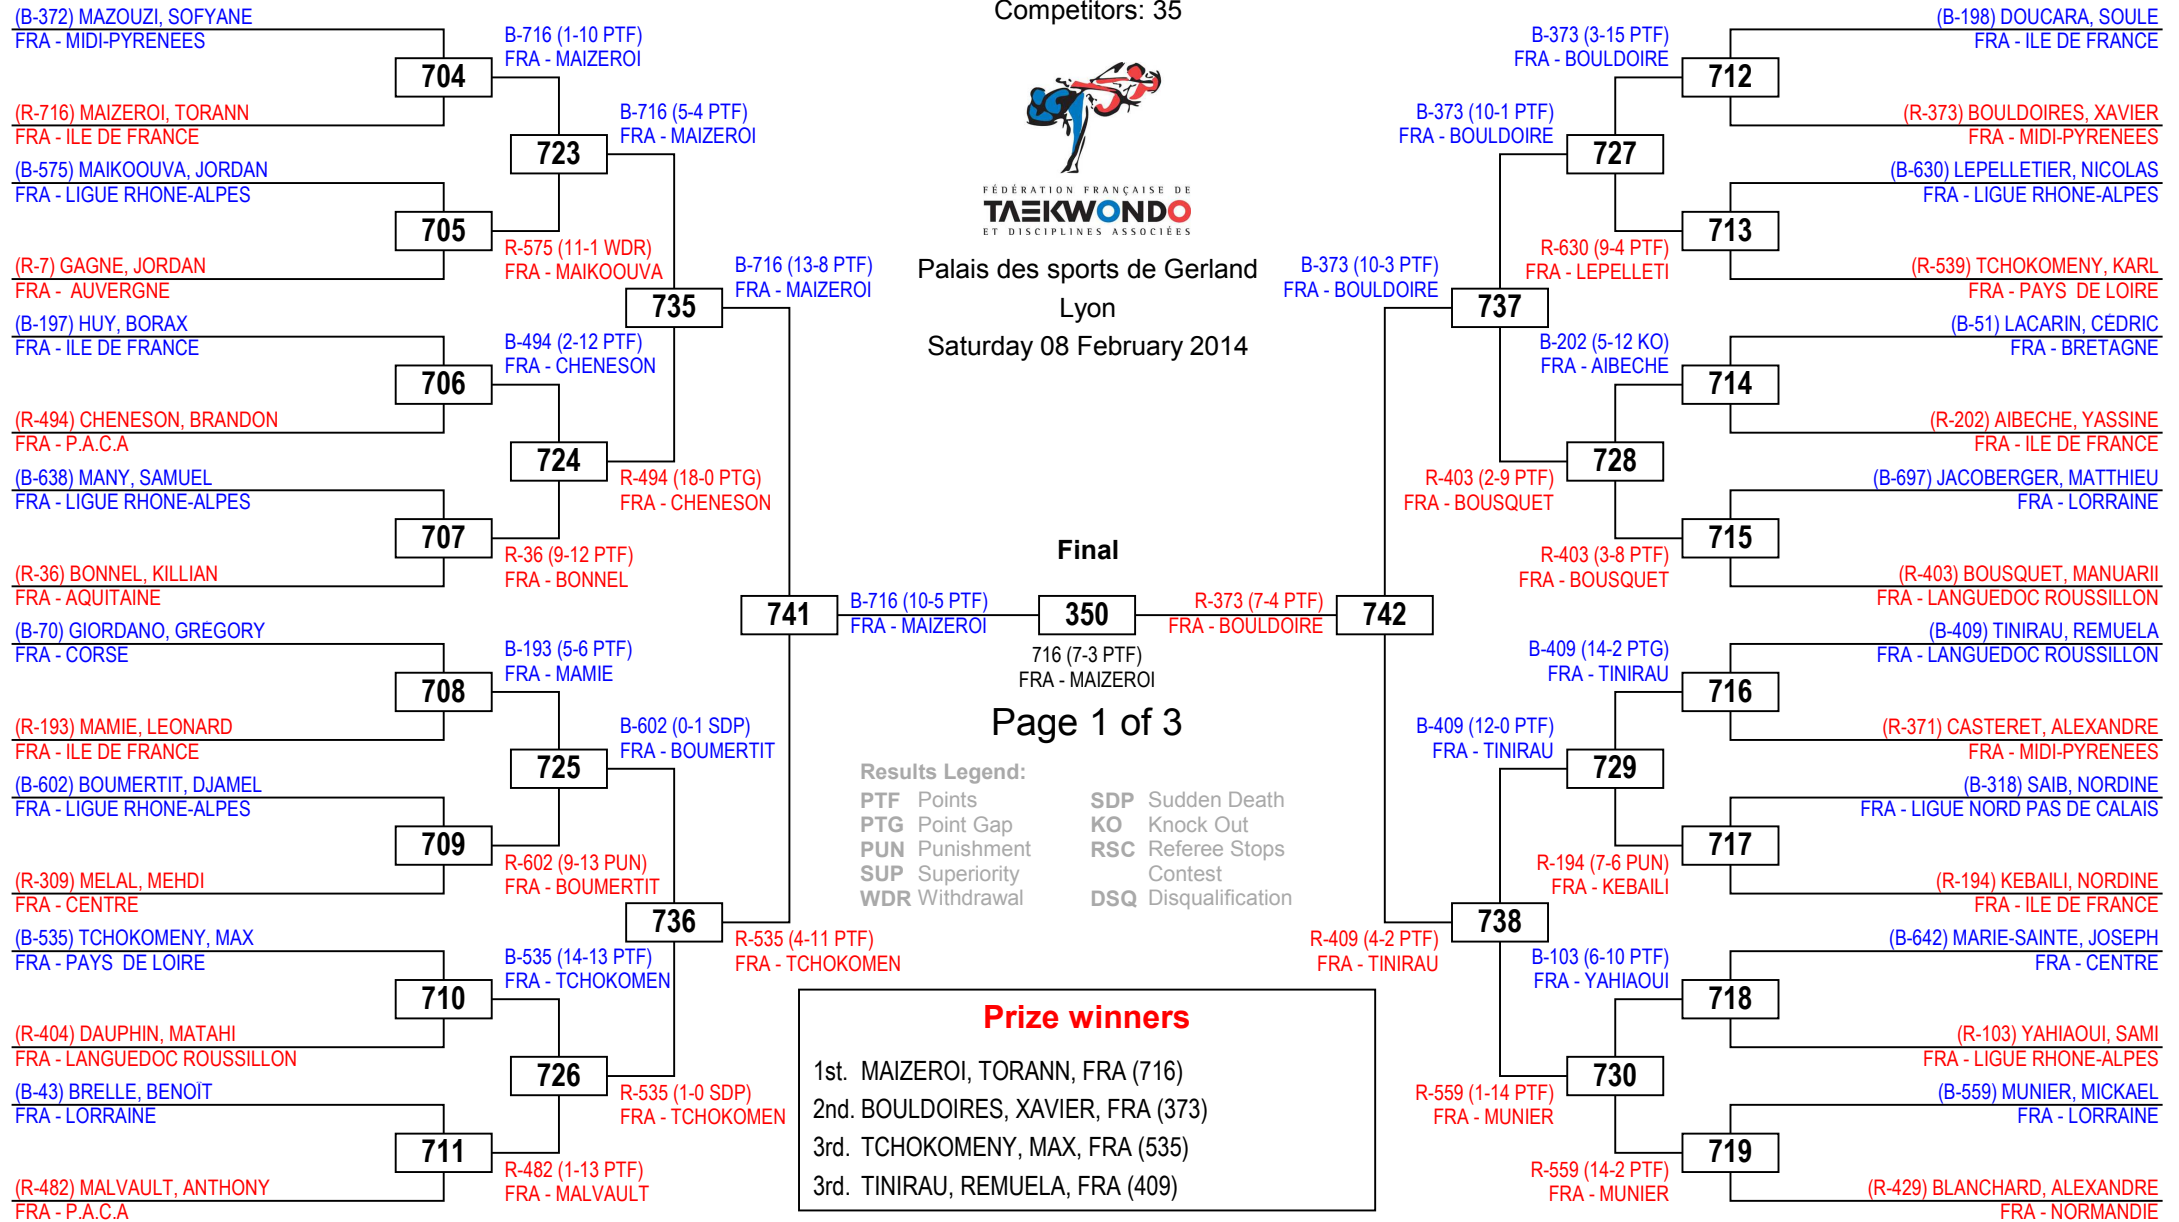 Competitors: 35
(B-372) MAZOUZI, SOFYANE
FRA - MIDI-PYRENEES
704
(R-716) MAIZEROI, TORANN
FRA - ILE DE FRANCE
B-716 (1-10 PTF)
FRA - MAIZEROI
723
(B-575) MAIKOOUVA, JORDAN
FRA - LIGUE RHONE-ALPES
705
(R-7) GAGNE, JORDAN
FRA - AUVERGNE
R-575 (11-1 WDR)
FRA - MAIKOOUVA
B-716 (5-4 PTF)
FRA - MAIZEROI
735
(B-197) HUY, BORAX
FRA - ILE DE FRANCE
706
(R-494) CHENESON, BRANDON
FRA - P.A.C.A
B-494 (2-12 PTF)
FRA - CHENESON
724
(B-638) MANY, SAMUEL
FRA - LIGUE RHONE-ALPES
707
(R-36) BONNEL, KILLIAN
FRA - AQUITAINE
R-36 (9-12 PTF)
FRA - BONNEL
R-494 (18-0 PTG)
FRA - CHENESON
B-716 (13-8 PTF)
FRA - MAIZEROI
741
(B-70) GIORDANO, GRÉGORY
FRA - CORSE
708
(R-193) MAMIE, LEONARD
FRA - ILE DE FRANCE
B-193 (5-6 PTF)
FRA - MAMIE
725
(B-602) BOUMERTIT, DJAMEL
FRA - LIGUE RHONE-ALPES
709
(R-309) MELAL, MEHDI
FRA - CENTRE
R-602 (9-13 PUN)
FRA - BOUMERTIT
B-602 (0-1 SDP)
FRA - BOUMERTIT
736
(B-535) TCHOKOMENY, MAX
FRA - PAYS DE LOIRE
710
(R-404) DAUPHIN, MATAHI
FRA - LANGUEDOC ROUSSILLON
B-535 (14-13 PTF)
FRA - TCHOKOMEN
726
(B-43) BRELLE, BENOÏT
FRA - LORRAINE
711
(R-482) MALVAULT, ANTHONY
FRA - P.A.C.A
R-482 (1-13 PTF)
FRA - MALVAULT
R-535 (1-0 SDP)
FRA - TCHOKOMEN
R-535 (4-11 PTF)
FRA - TCHOKOMEN
B-716 (10-5 PTF)
FRA - MAIZEROI
FÉDÉRATION FRANÇAISE DE
TAEKWONDO
ET DISCIPLINES ASSOCIÉES
Palais des sports de Gerland
Lyon
Saturday 08 February 2014
Final
350
716 (7-3 PTF)
FRA - MAIZEROI
Page 1 of 3
Results Legend:
PTF Points
PTG Point Gap
PUN Punishment
SUP Superiority
WDR Withdrawal
SDP Sudden Death
KO Knock Out
RSC Referee Stops
Contest
DSQ Disqualification
Prize winners
1st. MAIZEROI, TORANN, FRA (716)
2nd. BOULDOIRES, XAVIER, FRA (373)
3rd. TCHOKOMENY, MAX, FRA (535)
3rd. TINIRAU, REMUELA, FRA (409)
R-373 (7-4 PTF)
FRA - BOULDOIRE
742
B-373 (10-3 PTF)
FRA - BOULDOIRE
737
B-373 (10-1 PTF)
FRA - BOULDOIRE
727
B-373 (3-15 PTF)
FRA - BOULDOIRE
712
(B-198) DOUCARA, SOULE
FRA - ILE DE FRANCE
(R-373) BOULDOIRES, XAVIER
FRA - MIDI-PYRENEES
R-630 (9-4 PTF)
FRA - LEPELLETI
713
(B-630) LEPELLETIER, NICOLAS
FRA - LIGUE RHONE-ALPES
(R-539) TCHOKOMENY, KARL
FRA - PAYS DE LOIRE
R-403 (2-9 PTF)
FRA - BOUSQUET
728
B-202 (5-12 KO)
FRA - AIBECHE
714
(B-51) LACARIN, CÉDRIC
FRA - BRETAGNE
(R-202) AIBECHE, YASSINE
FRA - ILE DE FRANCE
R-403 (3-8 PTF)
FRA - BOUSQUET
715
(B-697) JACOBERGER, MATTHIEU
FRA - LORRAINE
(R-403) BOUSQUET, MANUARII
FRA - LANGUEDOC ROUSSILLON
R-409 (4-2 PTF)
FRA - TINIRAU
738
B-409 (12-0 PTF)
FRA - TINIRAU
729
B-409 (14-2 PTG)
FRA - TINIRAU
716
(B-409) TINIRAU, REMUELA
FRA - LANGUEDOC ROUSSILLON
(R-371) CASTERET, ALEXANDRE
FRA - MIDI-PYRENEES
R-194 (7-6 PUN)
FRA - KEBAILI
717
(B-318) SAIB, NORDINE
FRA - LIGUE NORD PAS DE CALAIS
(R-194) KEBAILI, NORDINE
FRA - ILE DE FRANCE
R-559 (1-14 PTF)
FRA - MUNIER
730
B-103 (6-10 PTF)
FRA - YAHIAOUI
718
(B-642) MARIE-SAINTE, JOSEPH
FRA - CENTRE
(R-103) YAHIAOUI, SAMI
FRA - LIGUE RHONE-ALPES
R-559 (14-2 PTF)
FRA - MUNIER
719
(B-559) MUNIER, MICKAEL
FRA - LORRAINE
(R-429) BLANCHARD, ALEXANDRE
FRA - NORMANDIE